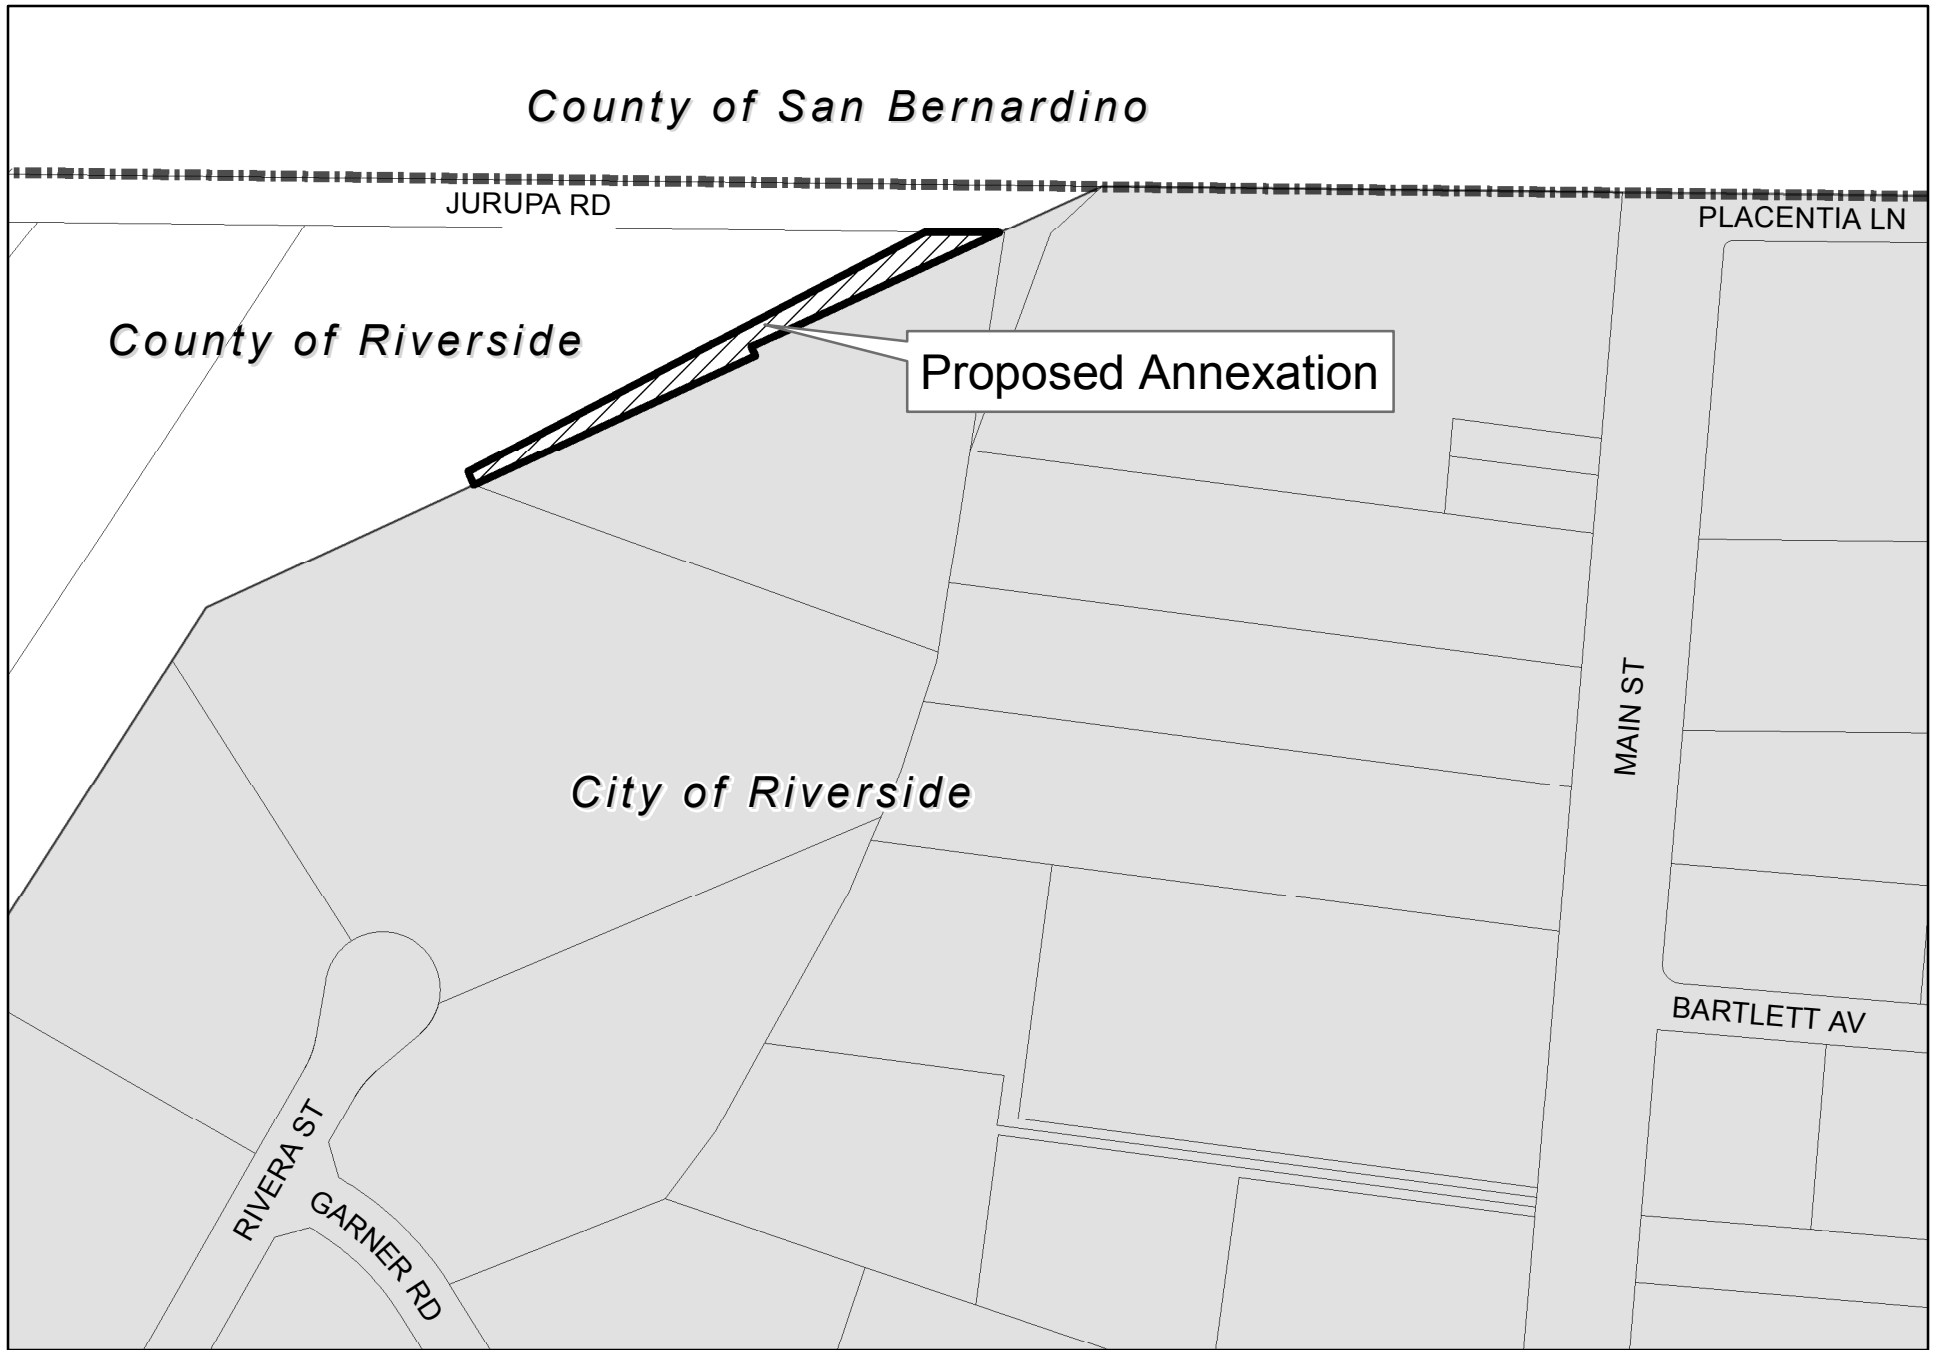 County of San Bernardino
JURUPA RD
PLACENTIA LN
County of Riverside
Proposed Annexation
MAIN ST
City of Riverside
BARTLETT AV
RIVERA ST
GARNER RD